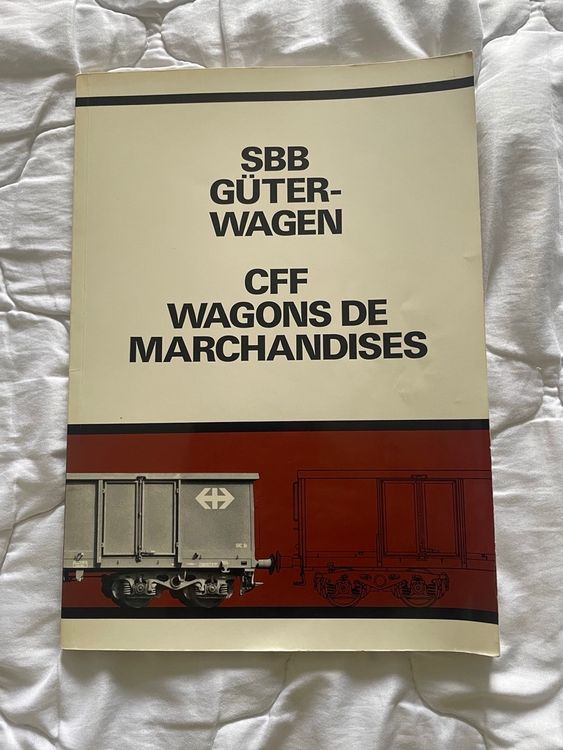 SBB
GÜTER-
WAGEN
CFF
WAGONS DE
MARCHANDISES